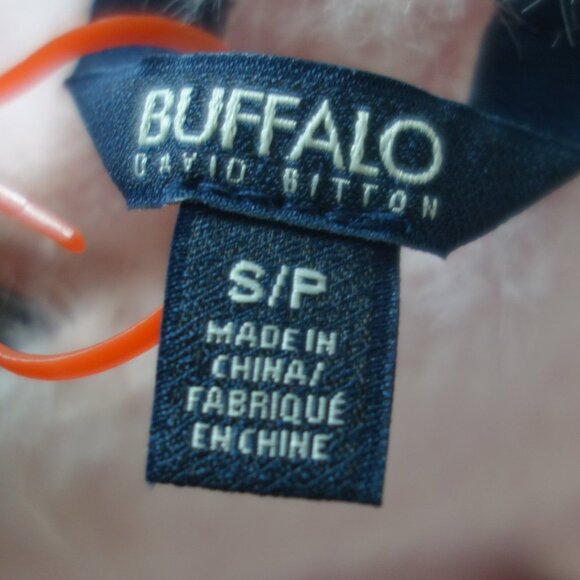 BUFFALO
DAVID BITTON
S/P
MADE IN
CHINA/
FABRIQUÉ
EN CHINE